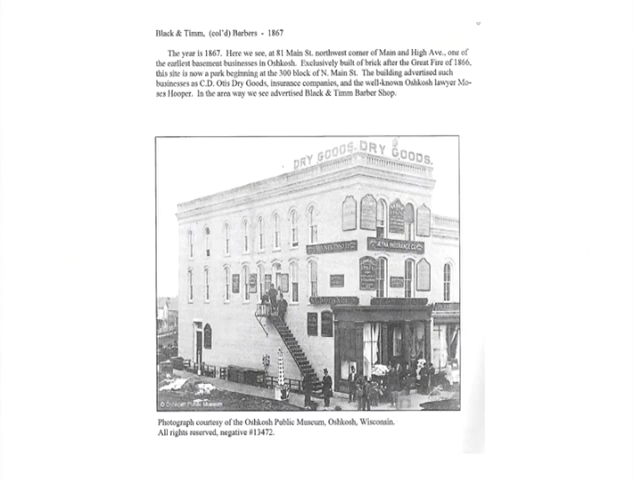 Black & Timm, (col'd) Barbers - 1867
The year is 1867. Here we see, at 81 Main St. northwest corner of Main and High Ave., one of
the earliest basement businesses in Oshkosh. Exclusively built of brick after the Great Fire of 1866,
this site is now a park beginning at the 300 block of N. Main St. The building advertised such
businesses as C.D. Otis Dry Goods, insurance companies, and the well-known Oshkosh lawyer Mo-
ses Hooper. In the area way we see advertised Black & Timm Barber Shop.
DRY GOODS. DRY GOODS.
ÆTNA INSURANCE CO
© Oshkosh Public Museum
Photograph courtesy of the Oshkosh Public Museum, Oshkosh, Wisconsin.
All rights reserved, negative #13472.